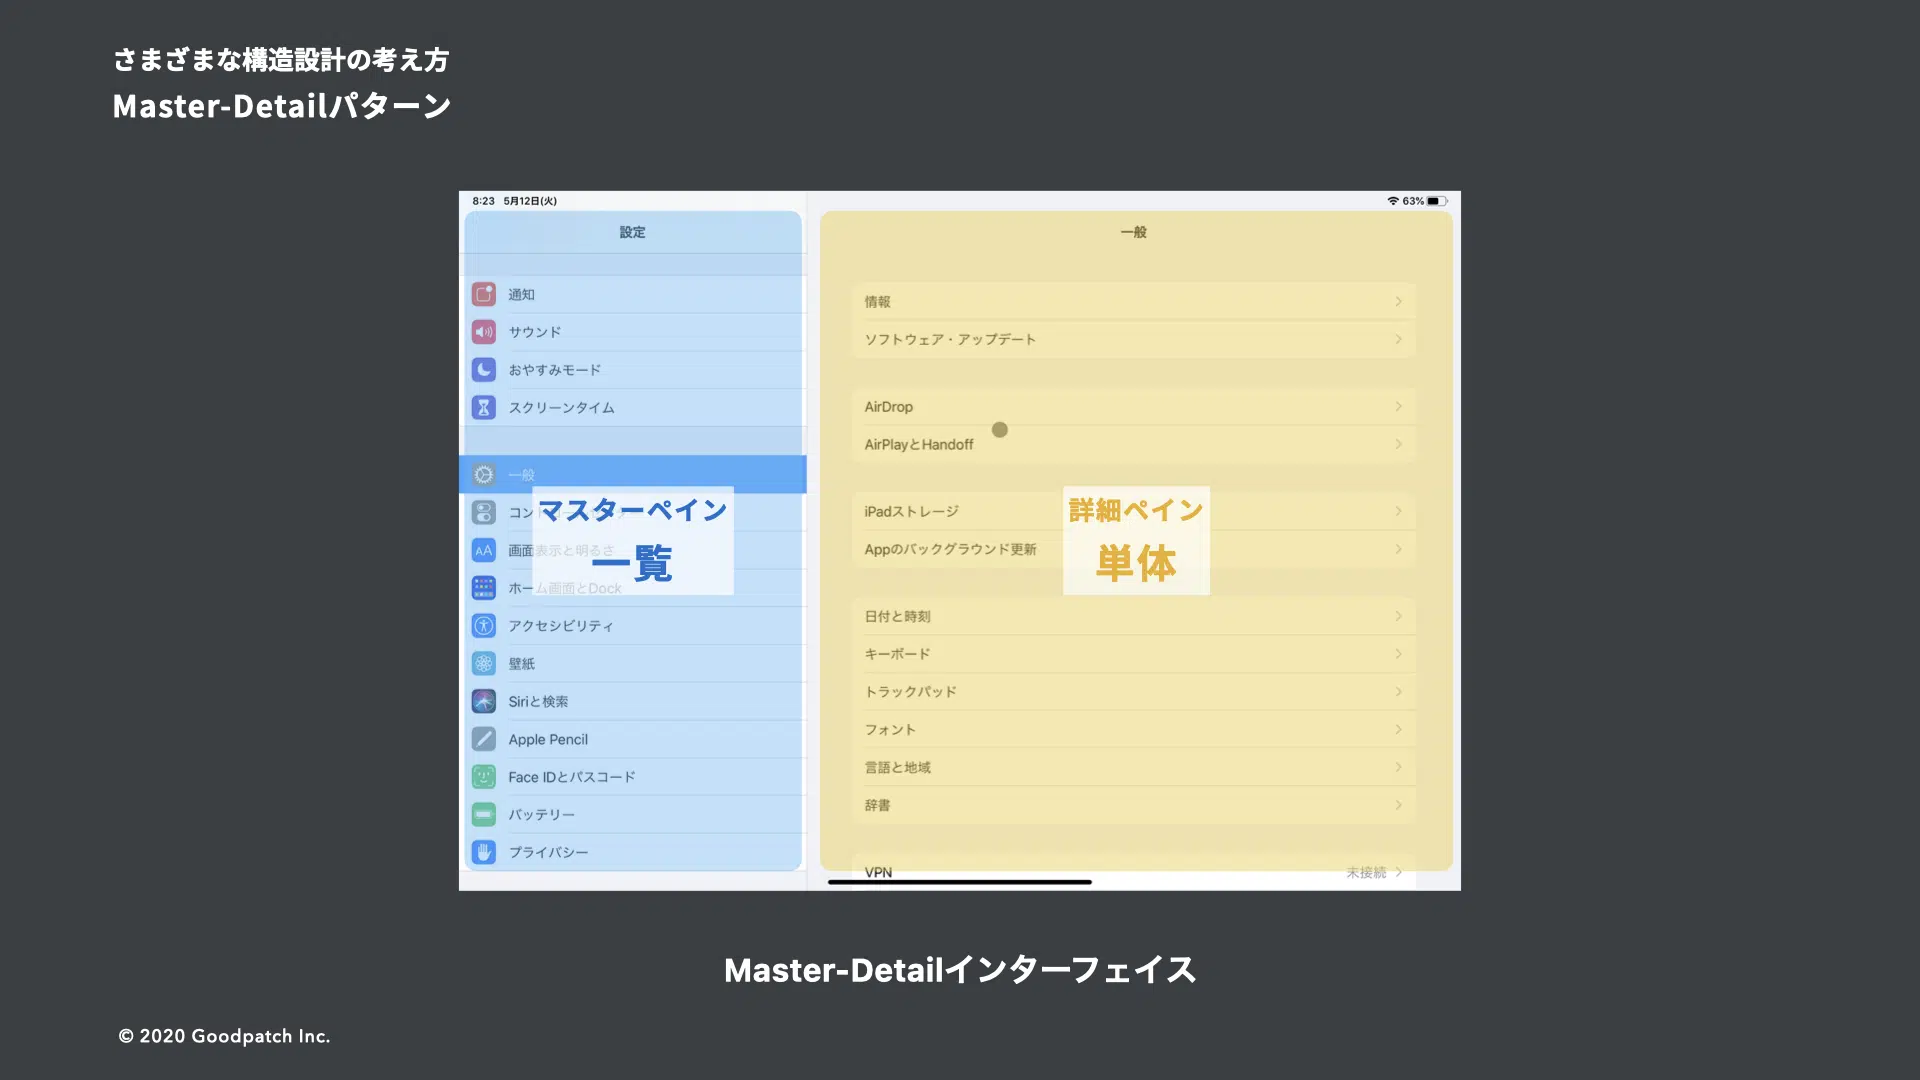 さまざまな構造設計の考え方
Master-Detailパターン
8:23 5月12日(火)
63%
設定
通知
サウンド
おやすみモード
スクリーンタイム
一般
コン
画面表示と明るさ
ホーム画面とDock
アクセシビリティ
壁紙
Siriと検索
Apple Pencil
Face IDとパスコード
バッテリー
プライバシー
マスターペイン
一覧
一般
情報
ソフトウェア・アップデート
AirDrop
AirPlayとHandoff
iPadストレージ
Appのバックグラウンド更新
日付と時刻
キーボード
トラックパッド
フォント
言語と地域
辞書
VPN 未接続
詳細ペイン
単体
Master-Detailインターフェイス
© 2020 Goodpatch Inc.